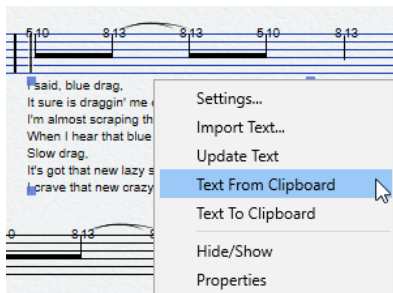 5 10 8 13 8 13 5 10 8 13
I said, blue drag,
It sure is draggin' me
I'm almost scraping th
When I hear that blue
Slow drag,
It's got that new lazy s
I crave that new crazy
Settings...
Import Text...
Update Text
Text From Clipboard
Text To Clipboard
Hide/Show
Properties
0 8 13 8